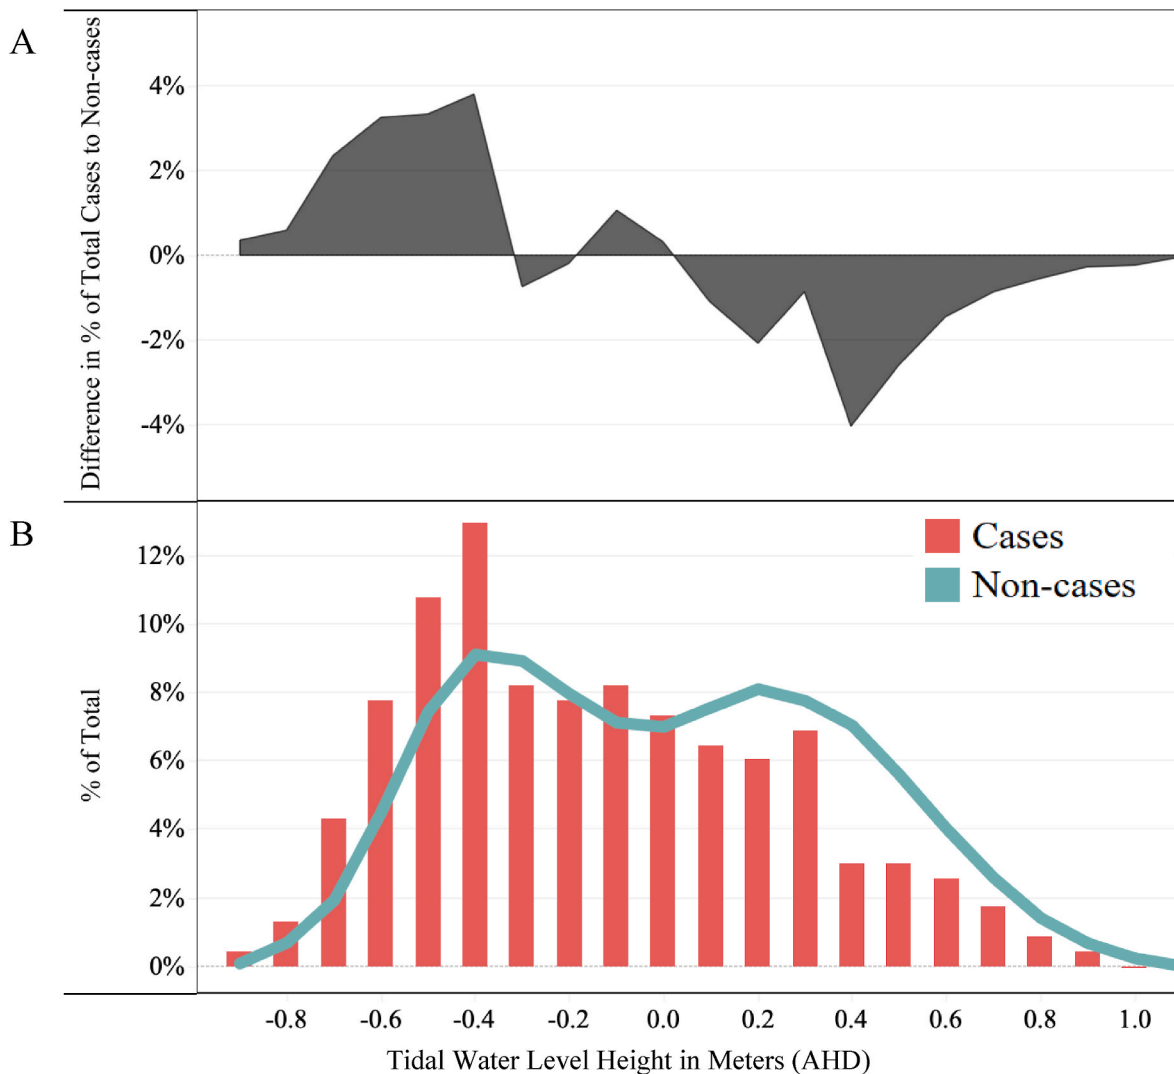 A
Difference in % of Total Cases to Non-cases
4%
2%
0%
-2%
-4%
B
% of Total
12%
10%
8%
6%
4%
2%
0%
Cases
Non-cases
-0.8 -0.6 -0.4 -0.2 0.0 0.2 0.4 0.6 0.8 1.0
Tidal Water Level Height in Meters (AHD)